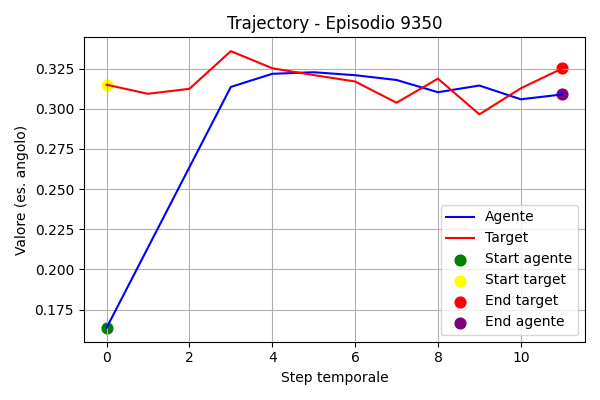 Trajectory - Episodio 9350
Valore (es. angolo)
0.325
0.300
0.275
0.250
0.225
0.200
0.175
0 2 4 6 8 10
Step temporale
Agente
Target
Start agente
Start target
End target
End agente